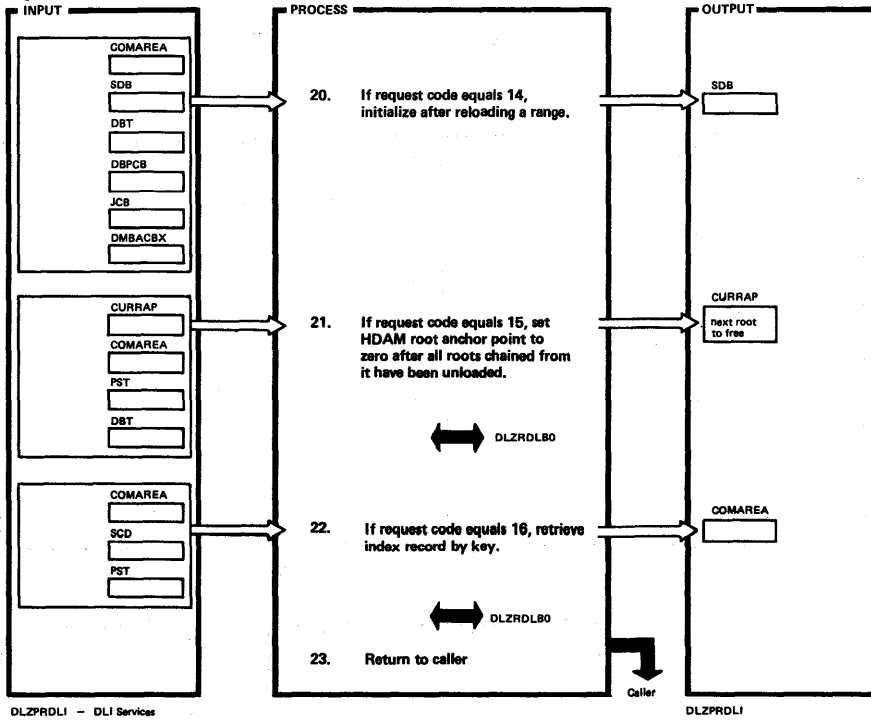 INPUT
PROCESS
OUTPUT
COMAREA
SDB
DBT
DBPCB
JCB
DMBACBX
20. If request code equals 14,
initialize after reloading a range.
SDB
CURRAP
COMAREA
PST
DBT
21. If request code equals 15, set
HDAM root anchor point to
zero after all roots chained from
it have been unloaded.
DLZRDLB0
CURRAP
next root
to free
COMAREA
SCD
PST
22. If request code equals 16, retrieve
index record by key.
DLZRDLB0
COMAREA
23. Return to caller
Caller
DLZPRDLI – DLI Services
DLZPRDLI